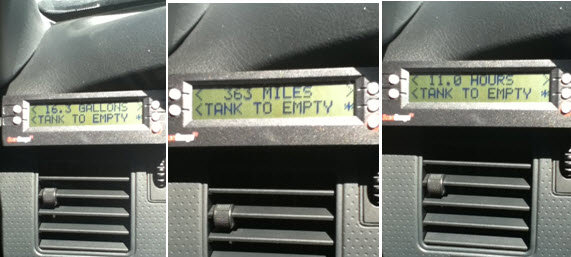 < 16.3 GALLONS >
<TANK TO EMPTY *
< 363 MILES >
<TANK TO EMPTY *
< 11.0 HOURS >
<TANK TO EMPTY *